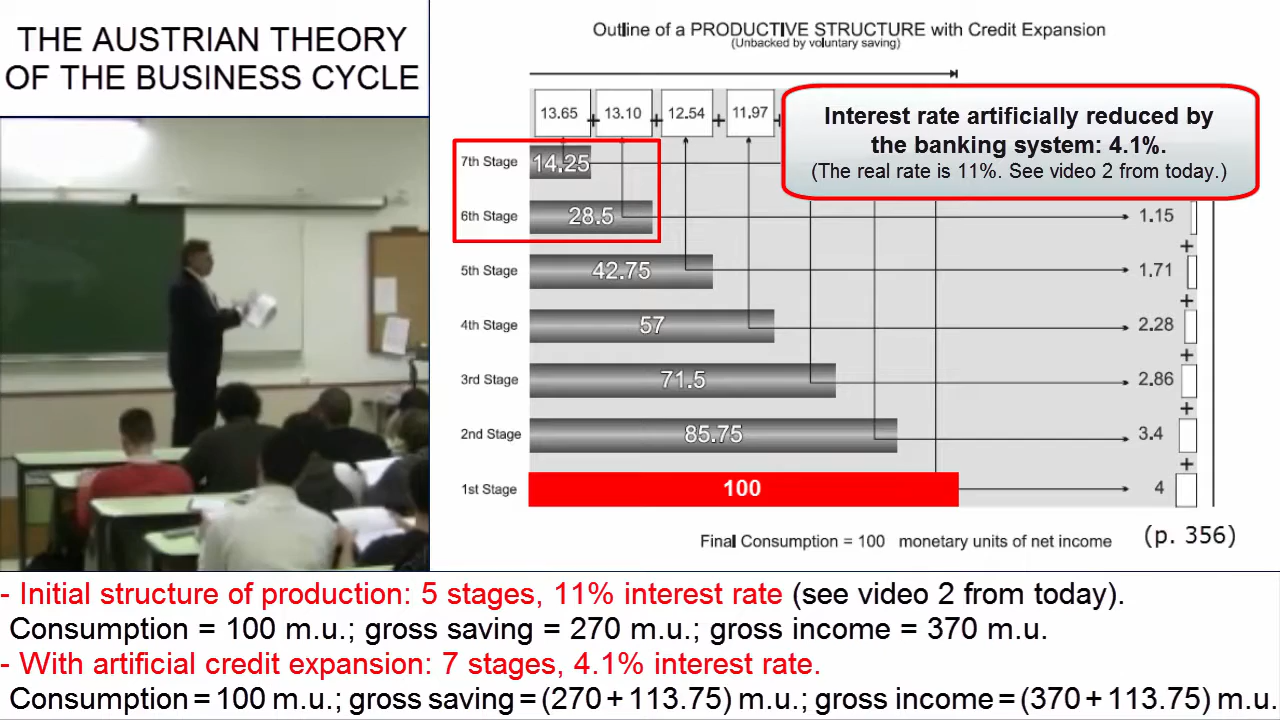 THE AUSTRIAN THEORY
OF THE BUSINESS CYCLE
Outline of a PRODUCTIVE STRUCTURE with Credit Expansion
(Unbacked by voluntary saving)
13.65 + 13.10 + 12.54 + 11.97 +
Interest rate artificially reduced by
the banking system: 4.1%.
(The real rate is 11%. See video 2 from today.)
7th Stage 14.25
6th Stage 28.5 1.15
+
5th Stage 42.75 1.71
+
4th Stage 57 2.28
+
3rd Stage 71.5 2.86
+
2nd Stage 85.75 3.4
+
1st Stage 100 4
Final Consumption = 100 monetary units of net income (p. 356)
- Initial structure of production: 5 stages, 11% interest rate (see video 2 from today).
Consumption = 100 m.u.; gross saving = 270 m.u.; gross income = 370 m.u.
- With artificial credit expansion: 7 stages, 4.1% interest rate.
Consumption = 100 m.u.; gross saving = (270 + 113.75) m.u.; gross income = (370 + 113.75) m.u.